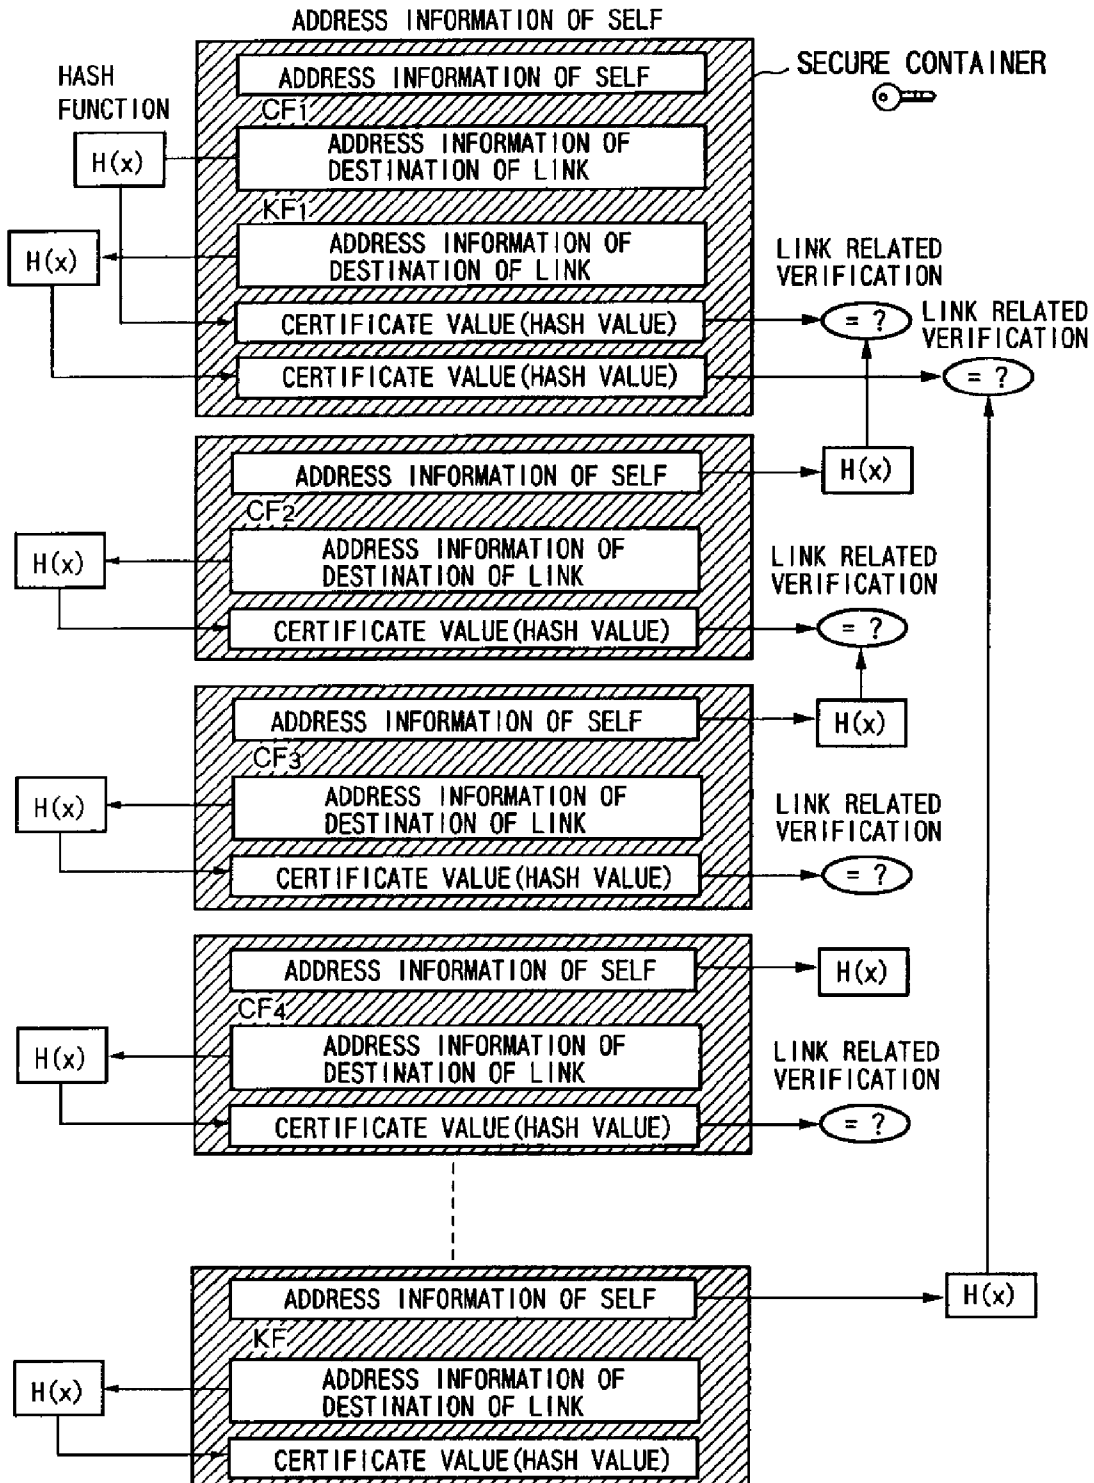 ADDRESS INFORMATION OF SELF
SECURE CONTAINER
HASH
FUNCTION
ADDRESS INFORMATION OF SELF
CF1
H(x)
ADDRESS INFORMATION OF
DESTINATION OF LINK
KF1
H(x)
ADDRESS INFORMATION OF
DESTINATION OF LINK
LINK RELATED
VERIFICATION
CERTIFICATE VALUE(HASH VALUE)
= ?
LINK RELATED
VERIFICATION
CERTIFICATE VALUE(HASH VALUE)
= ?
ADDRESS INFORMATION OF SELF
H(x)
CF2
H(x)
ADDRESS INFORMATION OF
DESTINATION OF LINK
LINK RELATED
VERIFICATION
CERTIFICATE VALUE(HASH VALUE)
= ?
ADDRESS INFORMATION OF SELF
H(x)
CF3
H(x)
ADDRESS INFORMATION OF
DESTINATION OF LINK
LINK RELATED
VERIFICATION
CERTIFICATE VALUE(HASH VALUE)
= ?
ADDRESS INFORMATION OF SELF
H(x)
CF4
H(x)
ADDRESS INFORMATION OF
DESTINATION OF LINK
LINK RELATED
VERIFICATION
CERTIFICATE VALUE(HASH VALUE)
= ?
ADDRESS INFORMATION OF SELF
H(x)
KF
H(x)
ADDRESS INFORMATION OF
DESTINATION OF LINK
CERTIFICATE VALUE(HASH VALUE)